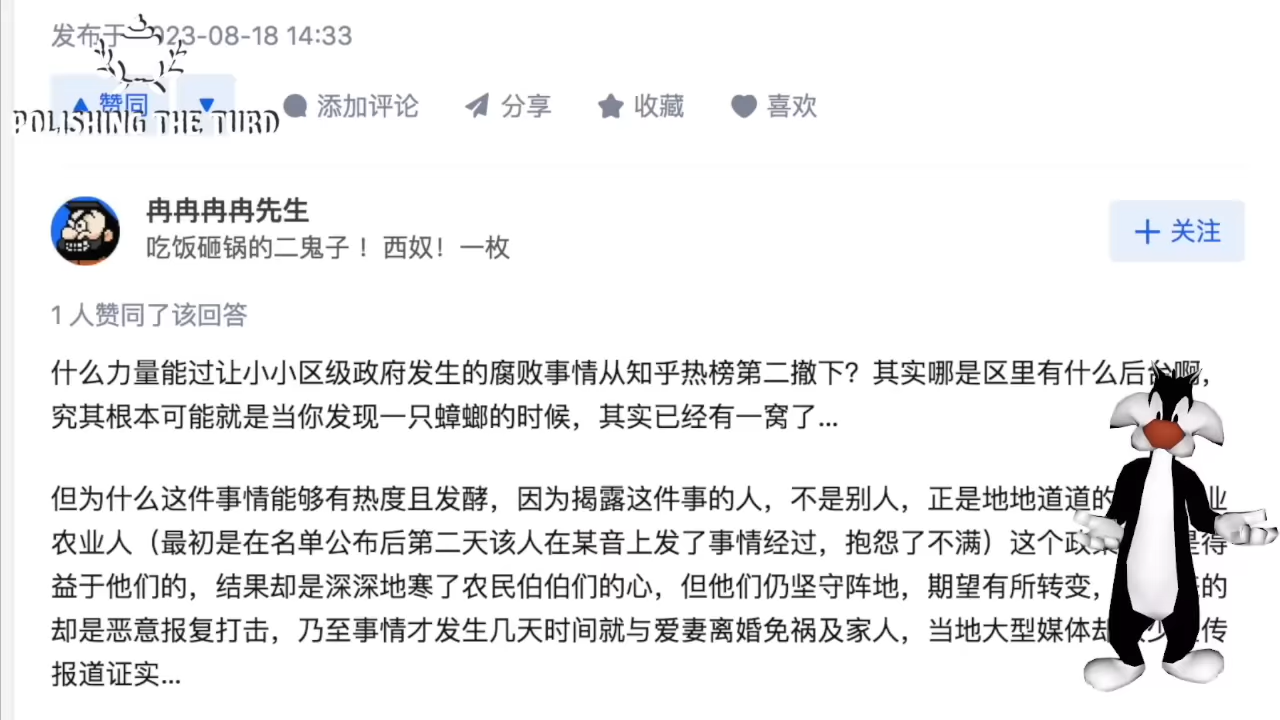 发布于 2023-08-18 14:33
赞同
添加评论
分享
收藏
喜欢
POLISHING THE TURD
冉冉冉冉先生
吃饭砸锅的二鬼子！西奴！一枚
+ 关注
1 人赞同了该回答
什么力量能过让小小区级政府发生的腐败事情从知乎热榜第二撤下？其实哪是区里有什么后台啊，
究其根本可能就是当你发现一只蟑螂的时候，其实已经有一窝了...
但为什么这件事情能够有热度且发酵，因为揭露这件事的人，不是别人，正是地地道道的 业
农业人（最初是在名单公布后第二天该人在某音上发了事情经过，抱怨了不满）这个政 是得
益于他们的，结果却是深深地寒了农民伯伯们的心，但他们仍坚守阵地，期望有所转变， 的
却是恶意报复打击，乃至事情才发生几天时间就与爱妻离婚免祸及家人，当地大型媒体却 少 传
报道证实...